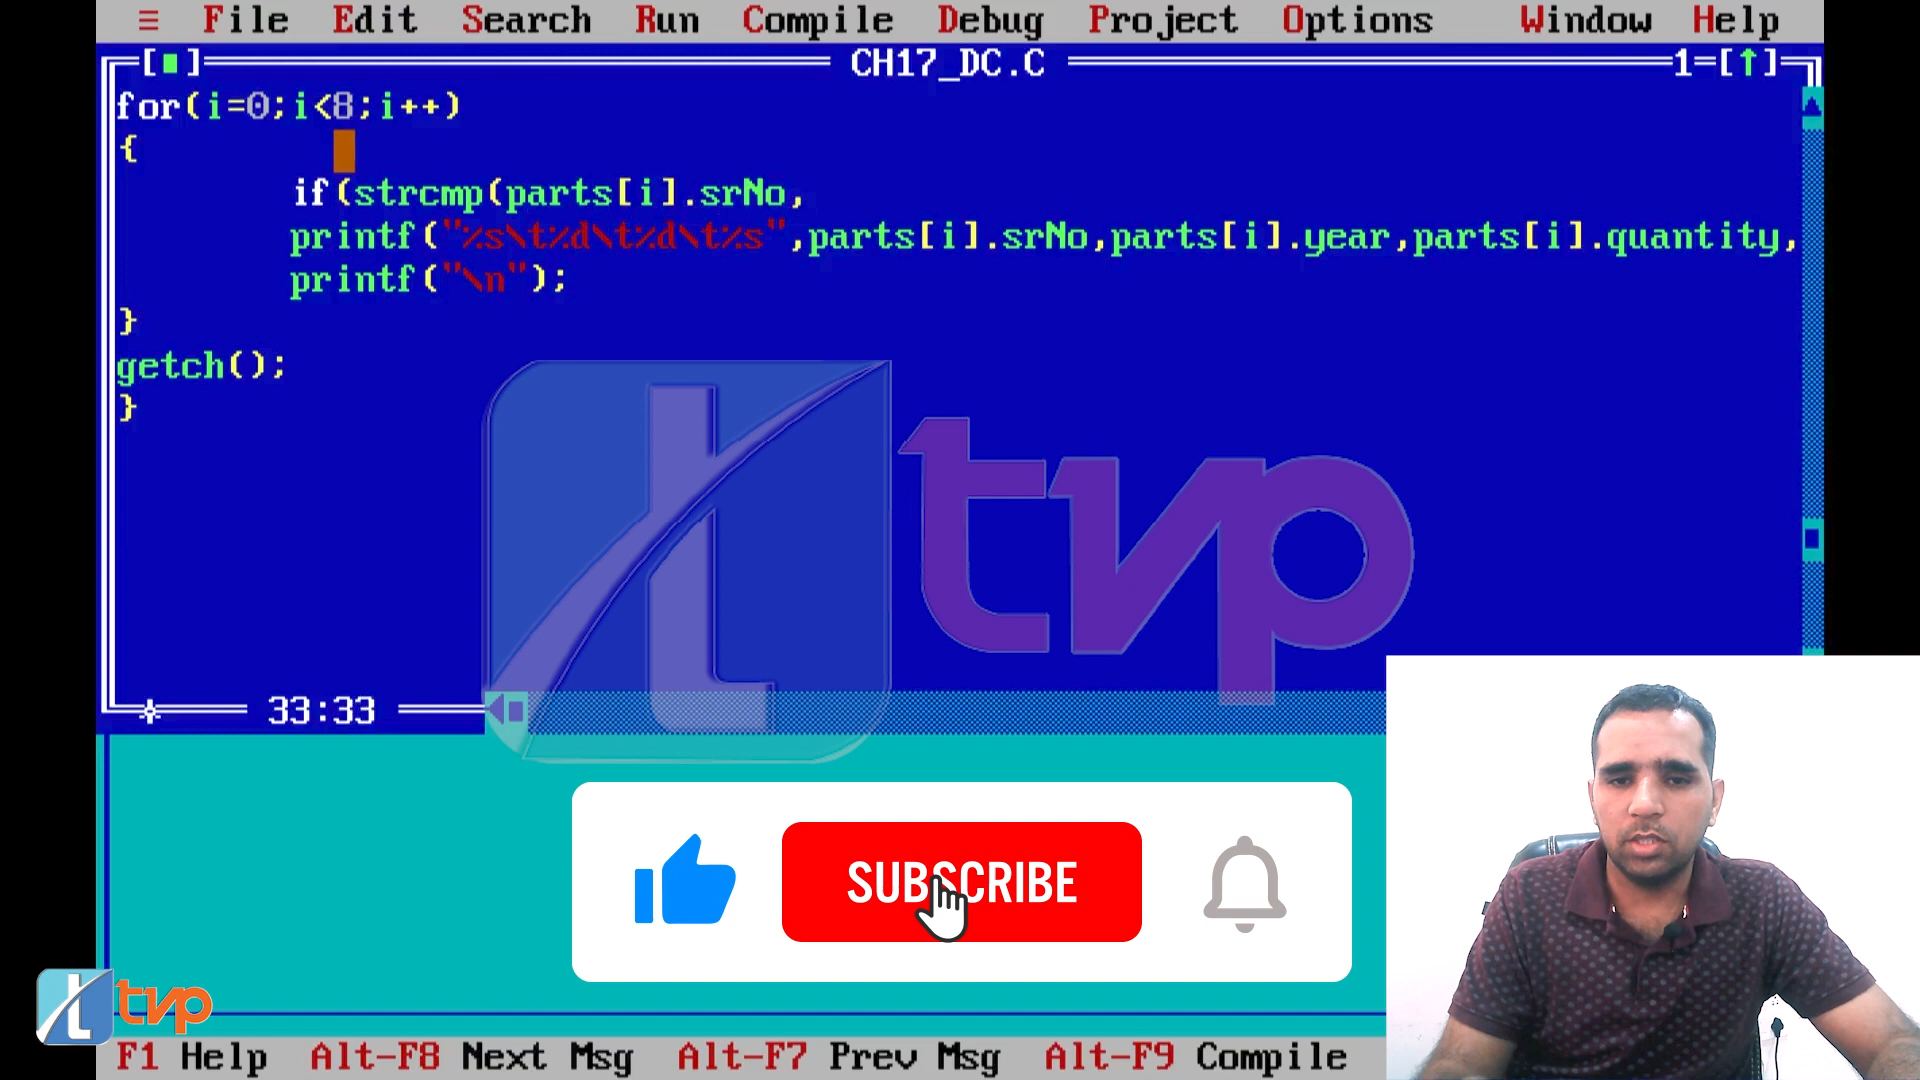 ≡ File Edit Search Run Compile Debug Project Options Window Help
[■] CH17_DC.C 1=[↑]
for(i=0;i<8;i++)
{
if(strcmp(parts[i].srNo,
printf("%s\t%d\t%d\t%s",parts[i].srNo,parts[i].year,parts[i].quantity,
printf("\n");
}
getch();
}
tvp
33:33
SUBSCRIBE
tvp
F1 Help Alt-F8 Next Msg Alt-F7 Prev Msg Alt-F9 Compile